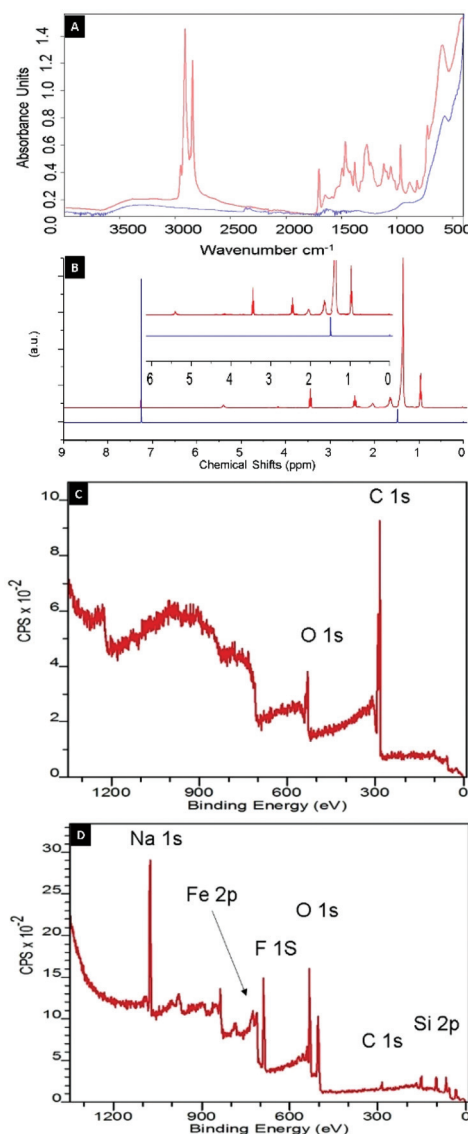 A
Absorbance Units
0.0 0.2 0.4 0.6 0.8 1.0 1.2 1.4
3500 3000 2500 2000 1500 1000 500
Wavenumber cm-1
B
(a.u.)
6 5 4 3 2 1 0
9 8 7 6 5 4 3 2 1 0
Chemical Shifts (ppm)
C
C 1s
O 1s
CPS x 10-2
10
8
6
4
2
0
1200 900 600 300 0
Binding Energy (eV)
D
Na 1s
Fe 2p
O 1s
F 1S
C 1s
Si 2p
CPS x 10-2
30
25
20
15
10
5
0
1200 900 600 300 0
Binding Energy (eV)